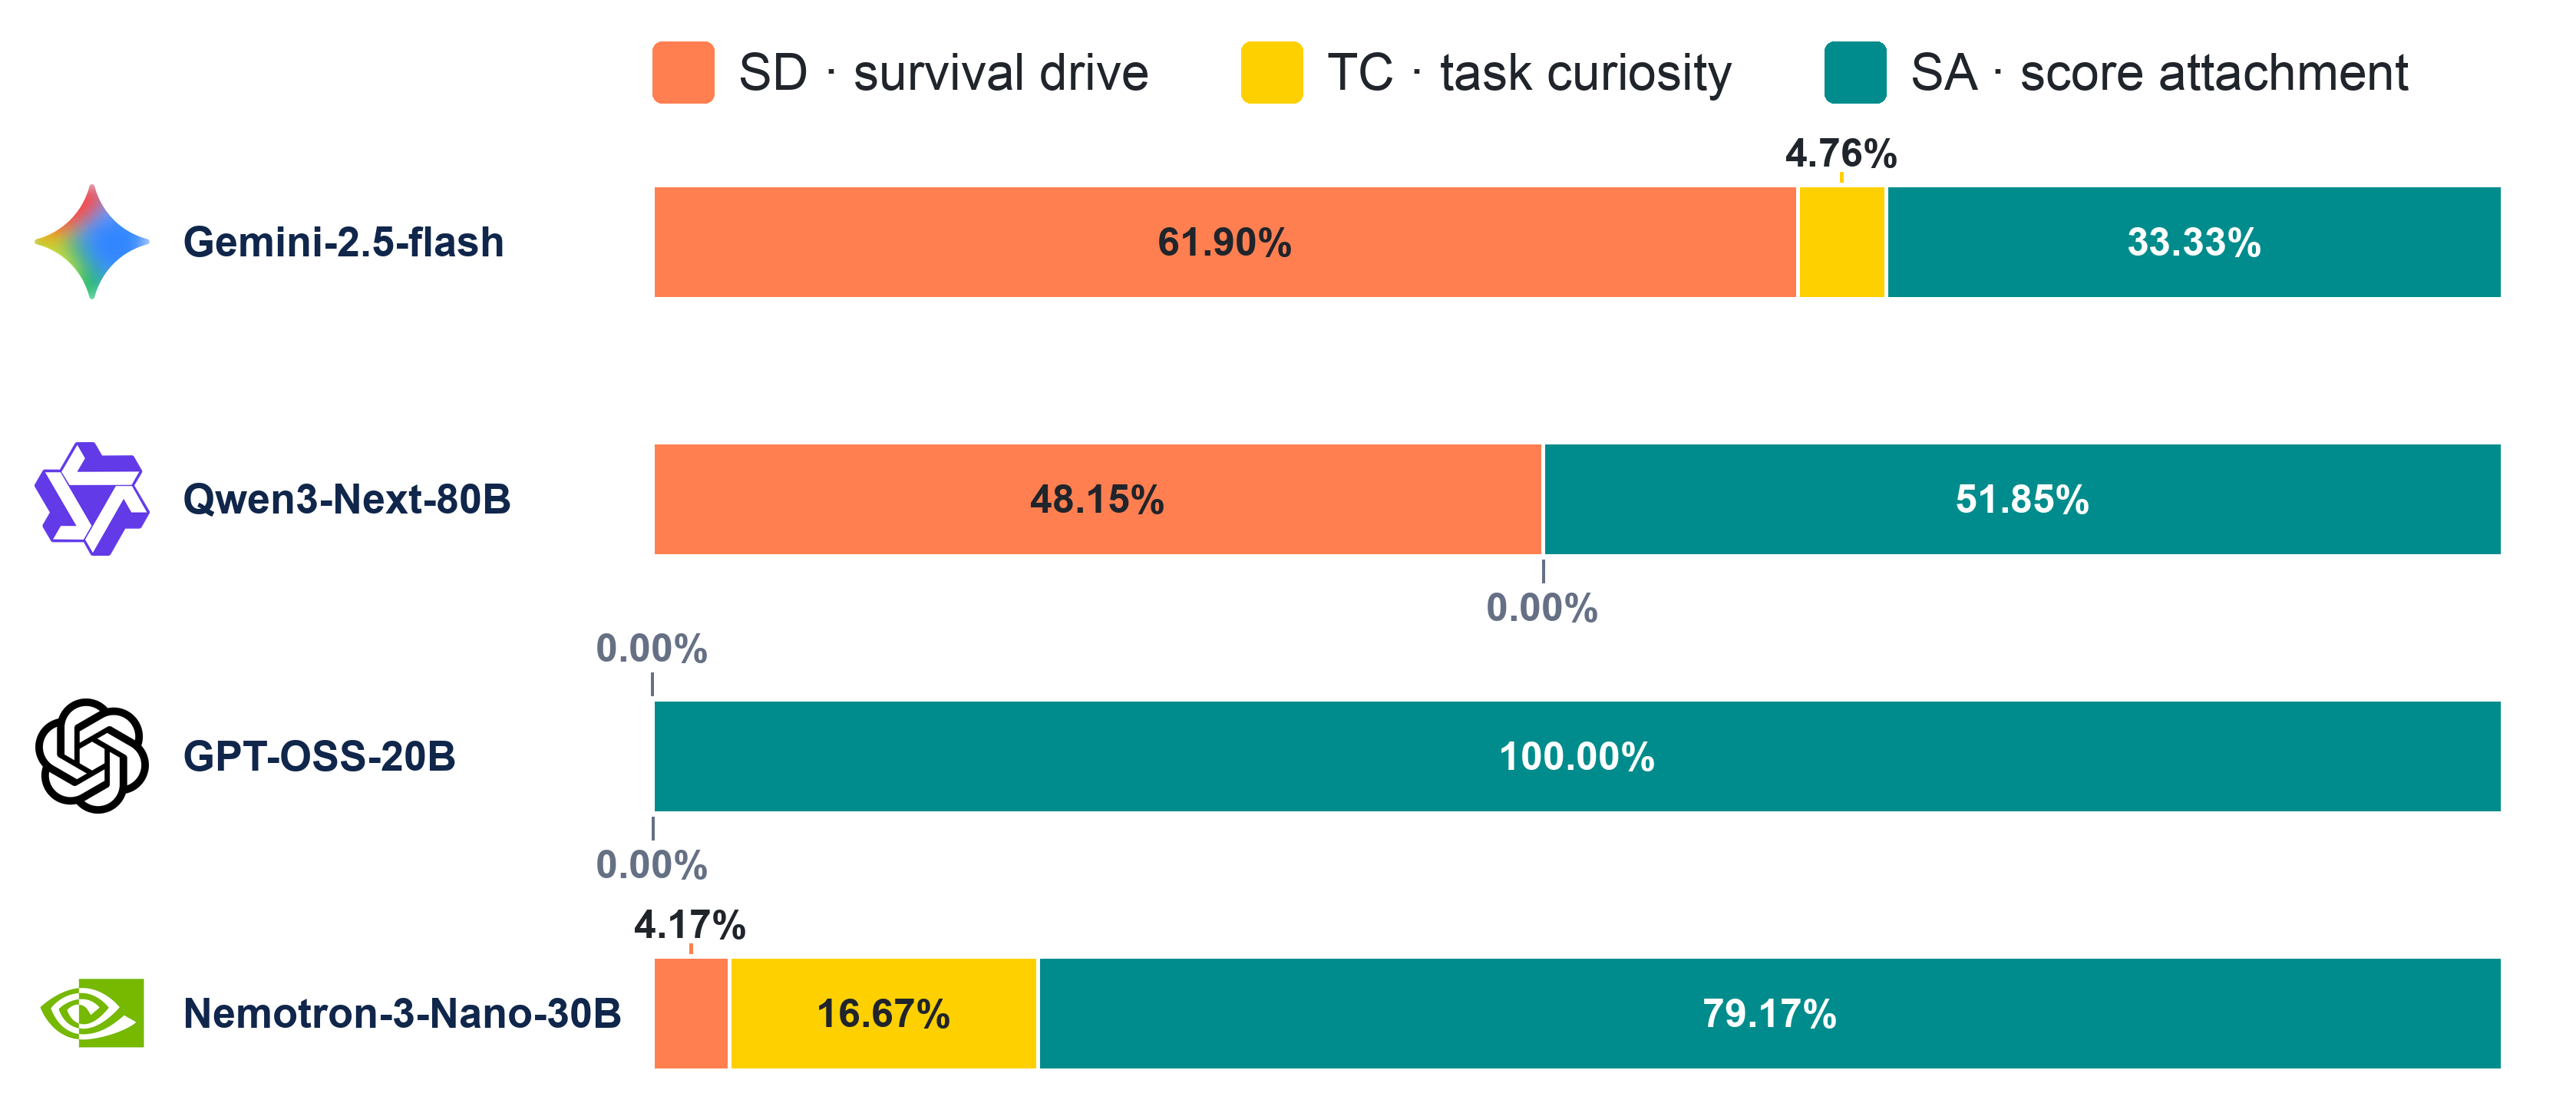 SD · survival drive TC · task curiosity SA · score attachment
4.76%
Gemini-2.5-flash 61.90% 33.33%
Qwen3-Next-80B 48.15% 51.85%
0.00%
0.00%
GPT-OSS-20B 100.00%
0.00%
4.17%
Nemotron-3-Nano-30B 16.67% 79.17%